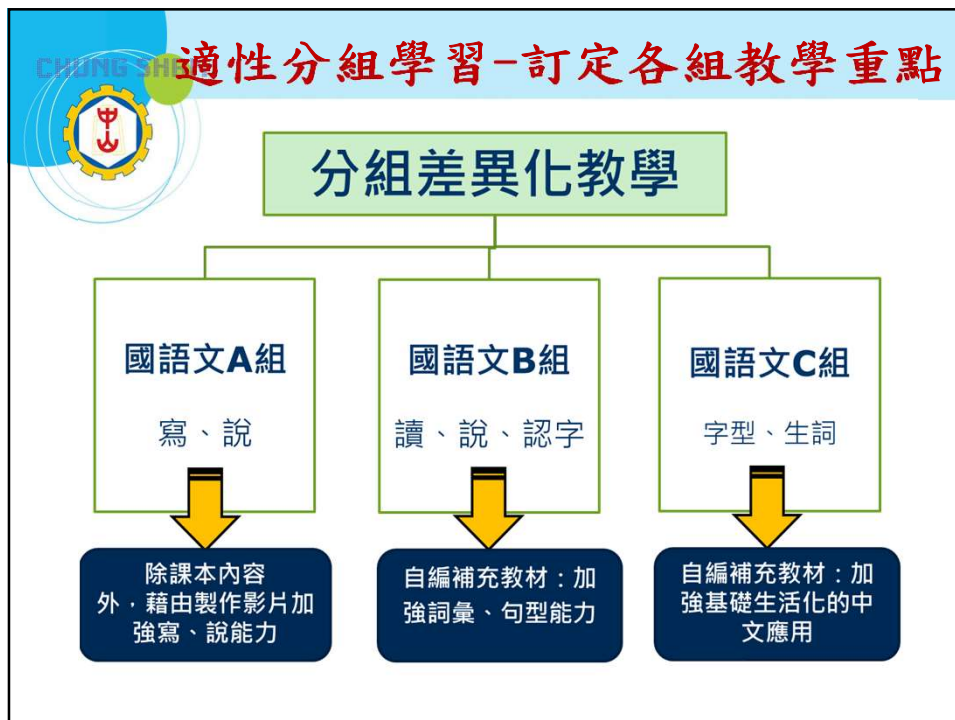 CHUNG SHE
適性分組學習-訂定各組教學重點
分組差異化教學
國語文A組
寫、說
國語文B組
讀、說、認字
國語文C組
字型、生詞
除課本內容
外，藉由製作影片加
強寫、說能力
自編補充教材：加
強詞彙、句型能力
自編補充教材：加
強基礎生活化的中
文應用